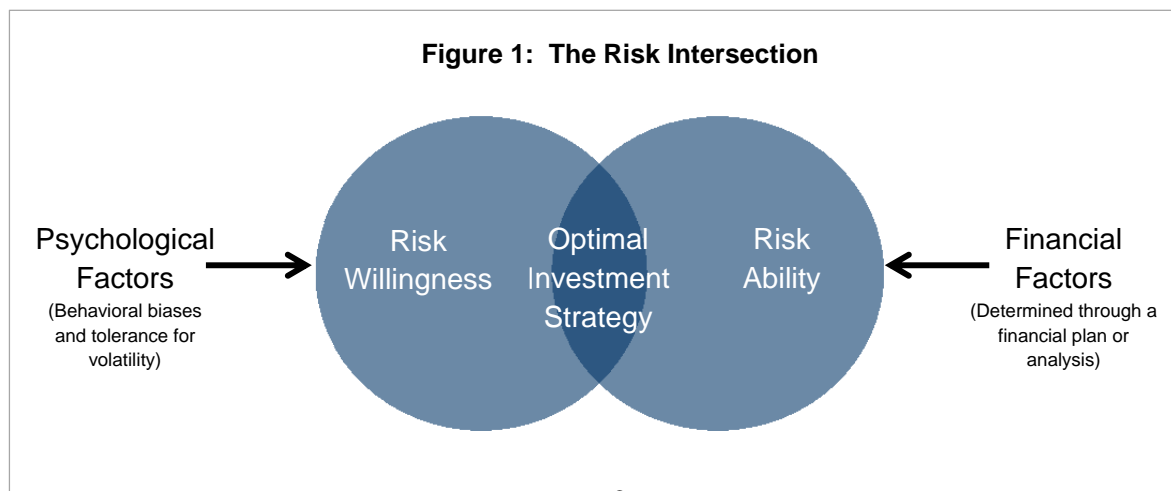 Figure 1:  The Risk Intersection
Psychological
Factors
(Behavioral biases
and tolerance for
volatility)
Risk
Willingness
Optimal
Investment
Strategy
Risk
Ability
Financial
Factors
(Determined through a
financial plan or
analysis)